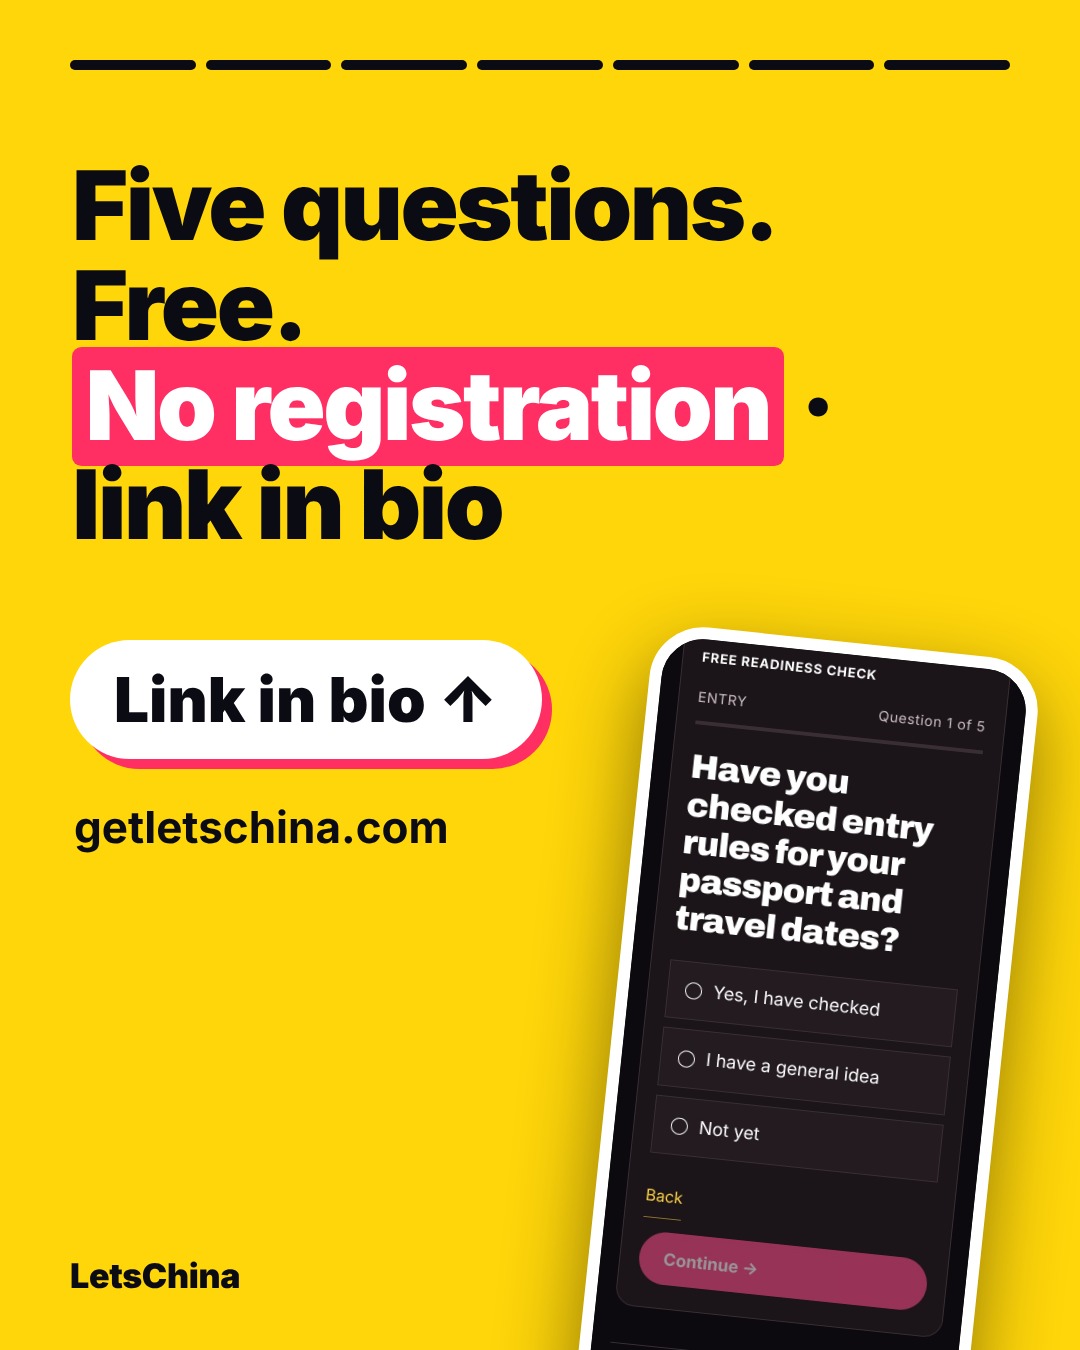 Five questions.
Free.
No registration ·
link in bio
Link in bio ↑
getletschina.com
FREE READINESS CHECK
ENTRY
Question 1 of 5
Have you
checked entry
rules for your
passport and
travel dates?
Yes, I have checked
I have a general idea
Not yet
Back
Continue →
LetsChina